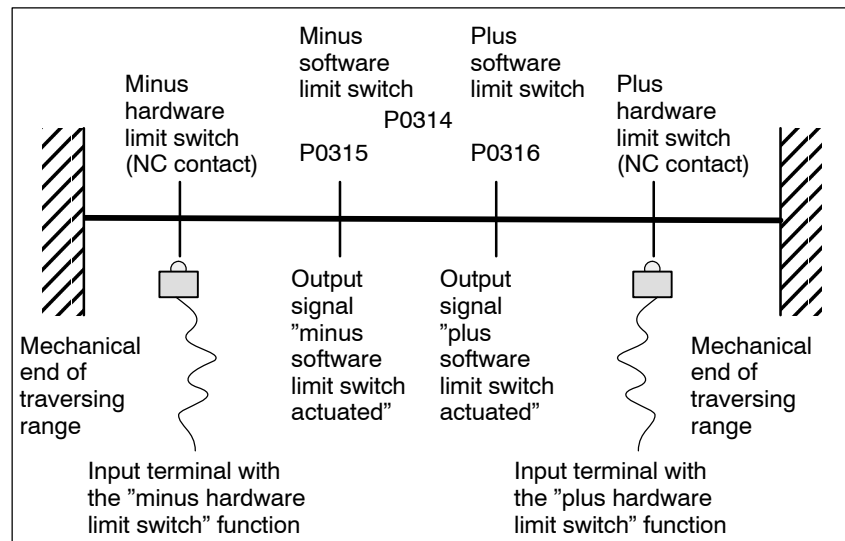 Minus
software
limit switch
Plus
software
limit switch
Minus
hardware
limit switch
(NC contact)
P0314
Plus
hardware
limit switch
(NC contact)
P0315
P0316
Output
signal
”minus
software
limit switch
actuated”
Output
signal
”plus
software
limit switch
actuated”
Mechanical
end of
traversing
range
Mechanical
end of
traversing
range
Input terminal with
the ”minus hardware
limit switch” function
Input terminal with
the ”plus hardware
limit switch” function